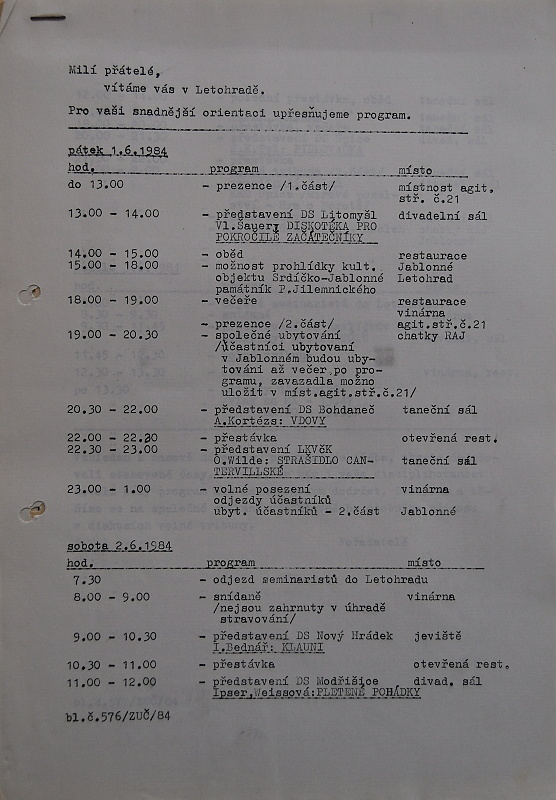 Milí přátelé,
vítáme vás v Letohradě.
Pro vaši snadnější orientaci upřesňujeme program.
pátek 1.6.1984
hod. program místo
do 13.00 - prezence /1.část/ místnost agit.
stř. č.21
13.00 - 14.00 - představení DS Litomyšl divadelní sál
Vl.Sauer: DISKOTÉKA PRO
POKROČILÉ ZAČÁTEČNÍKY
14.00 - 15.00 - oběd restaurace
15.00 - 18.00 - možnost prohlídky kult. Jablonné
objektu Srdíčko-Jablonné Letohrad
památník P.Jilemnického
18.00 - 19.00 - večeře restaurace
vinárna
- prezence /2.část/ agit.stř.č.21
19.00 - 20.30 - společné ubytování chatky RAJ
/účastníci ubytovaní
v Jablonném budou uby-
továni až večer po pro-
gramu, zavazadla možno
uložit v míst.agit.stř.č.21/
20.30 - 22.00 - představení DS Bohdaneč taneční sál
A.Kortézs: VDOVY
22.00 - 22.30 - přestávka otevřená rest.
22.30 - 23.00 - představení LKVčK
O.Wilde: STRAŠIDLO CAN- taneční sál
TERVILLSKÉ
23.00 - 1.00 - volné posezení vinárna
odjezdy účastníků
ubyt. účastníků - 2.část Jablonné
sobota 2.6.1984
hod. program místo
7.30 - odjezd seminaristů do Letohradu
8.00 - 9.00 - snídaně vinárna
/nejsou zahrnuty v úhradě
stravování/
9.00 - 10.30 - představení DS Nový Hrádek jeviště
I.Bednář: KLAUNI
10.30 - 11.00 - přestávka otevřená rest.
11.00 - 12.00 - představení DS Modřišice divad. sál
Ipser,Weissová:PLETENÉ POHÁDKY
bl.č.576/ZUČ/84